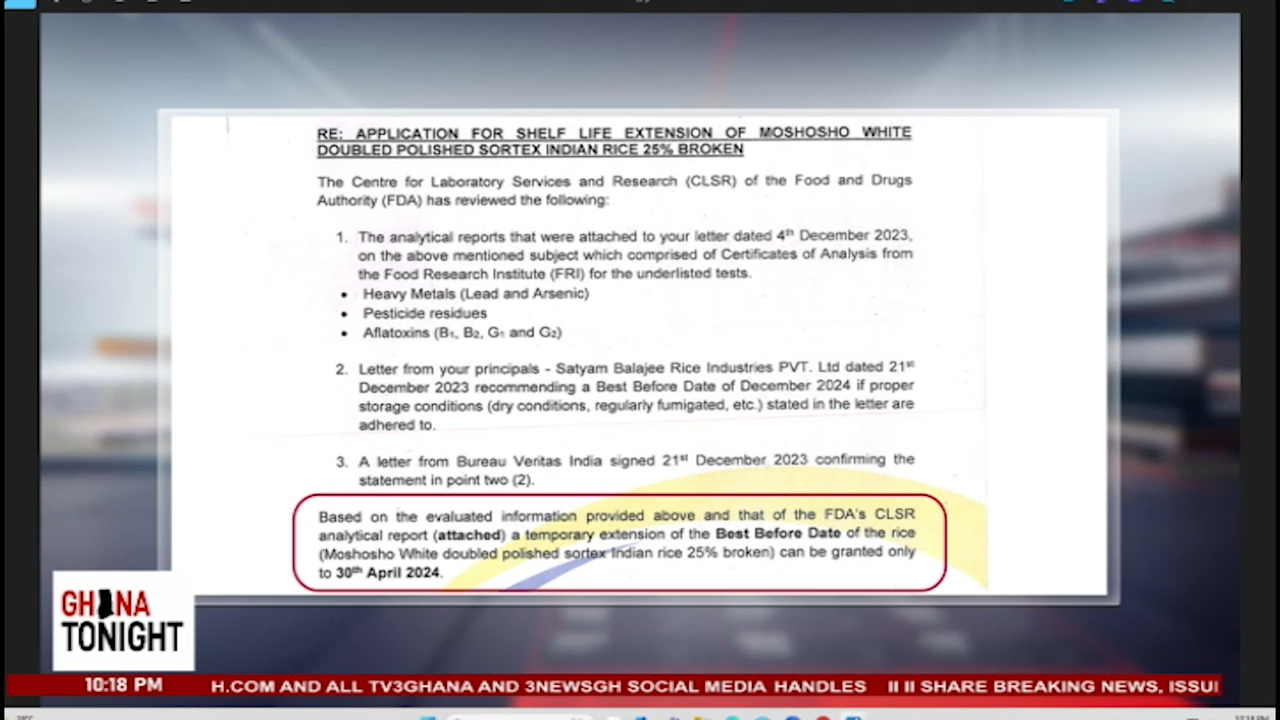 RE: APPLICATION FOR SHELF LIFE EXTENSION OF MOSHOSHO WHITE
DOUBLED POLISHED SORTEX INDIAN RICE 25% BROKEN
The Centre for Laboratory Services and Research (CLSR) of the Food and Drugs
Authority (FDA) has reviewed the following:
1. The analytical reports that were attached to your letter dated 4th December 2023,
on the above mentioned subject which comprised of Certificates of Analysis from
the Food Research Institute (FRI) for the underlisted tests.
• Heavy Metals (Lead and Arsenic)
• Pesticide residues
• Aflatoxins (B1, B2, G1 and G2)
2. Letter from your principals - Satyam Balajee Rice Industries PVT. Ltd dated 21st
December 2023 recommending a Best Before Date of December 2024 if proper
storage conditions (dry conditions, regularly fumigated, etc.) stated in the letter are
adhered to.
3. A letter from Bureau Veritas India signed 21st December 2023 confirming the
statement in point two (2).
Based on the evaluated information provided above and that of the FDA's CLSR
analytical report (attached) a temporary extension of the Best Before Date of the rice
(Moshosho White doubled polished sortex Indian rice 25% broken) can be granted only
to 30th April 2024.
GHANA
TONIGHT
10:18 PM H.COM AND ALL TV3GHANA AND 3NEWSGH SOCIAL MEDIA HANDLES II II SHARE BREAKING NEWS, ISSUI